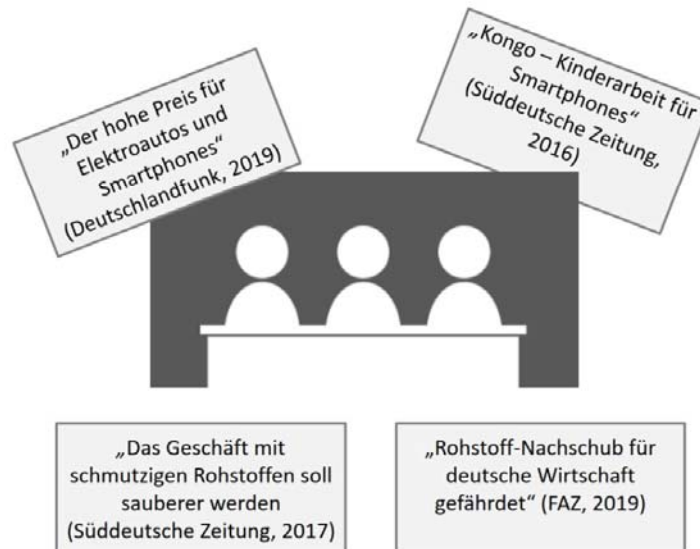 „Der hohe Preis für
Elektroautos und
Smartphones“
(Deutschlandfunk, 2019)
„Kongo – Kinderarbeit für
Smartphones“
(Süddeutsche Zeitung,
2016)
„Das Geschäft mit
schmutzigen Rohstoffen soll
sauberer werden
(Süddeutsche Zeitung, 2017)
„Rohstoff-Nachschub für
deutsche Wirtschaft
gefährdet“ (FAZ, 2019)